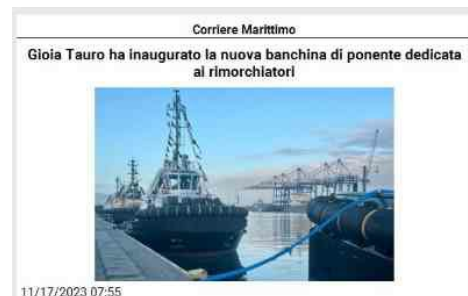 Corriere Marittimo
Gioia Tauro ha inaugurato la nuova banchina di ponente dedicata
ai rimorchiatori
11/17/2023 07:55